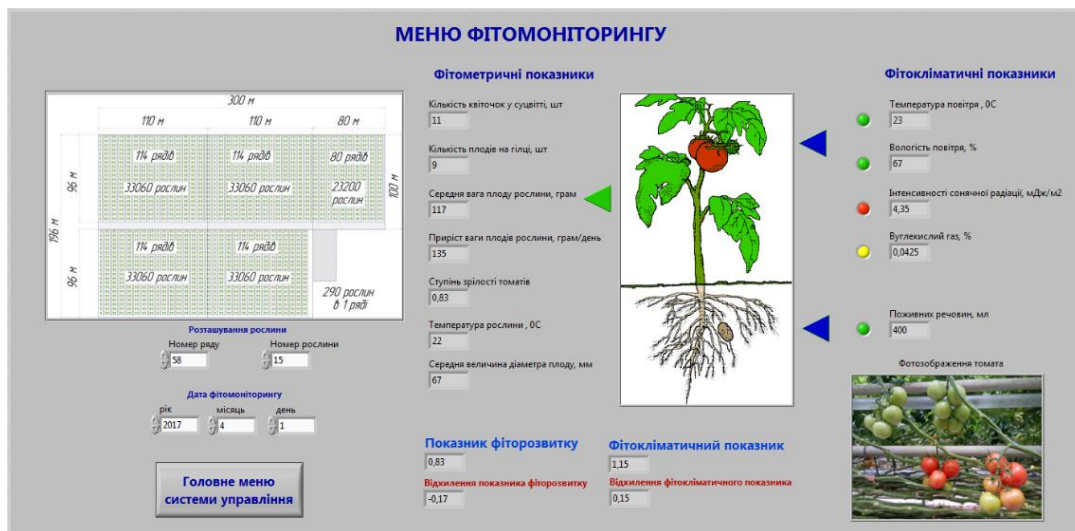 МЕНЮ ФІТОМОНІТОРИНГУ
300 м
110 м
110 м
80 м
114 рядів
114 рядів
80 рядів
33060 рослин
33060 рослин
23200
рослин
96 м
100 м
196 м
114 рядів
114 рядів
33060 рослин
33060 рослин
96 м
290 рослин
в 1 ряді
Розташування рослини
Номер ряду
58
Номер рослини
15
Дата фітомоніторингу
рік
2017
місяць
4
день
1
Головне меню
системи управління
Фітометричні показники
Кількість квіточок у суцвітті, шт
11
Кількість плодів на гілці, шт
9
Середня вага плоду рослини, грам
117
Приріст ваги плодів рослини, грам/день
135
Ступінь зрілості томатів
0,83
Температура рослини , 0С
22
Середня величина діаметра плоду, мм
67
Показник фіторозвитку
0,83
Відхилення показника фіторозвитку
-0,17
Фітокліматичний показник
1,15
Відхилення фітокліматичного показника
0,15
Фітокліматичні показники
Температура повітря , 0С
23
Вологість повітря, %
67
Інтенсивності сонячної радіації, мДж/м2
4,35
Вуглекислий газ, %
0,0425
Поживних речовин, мл
400
Фотозображення томата